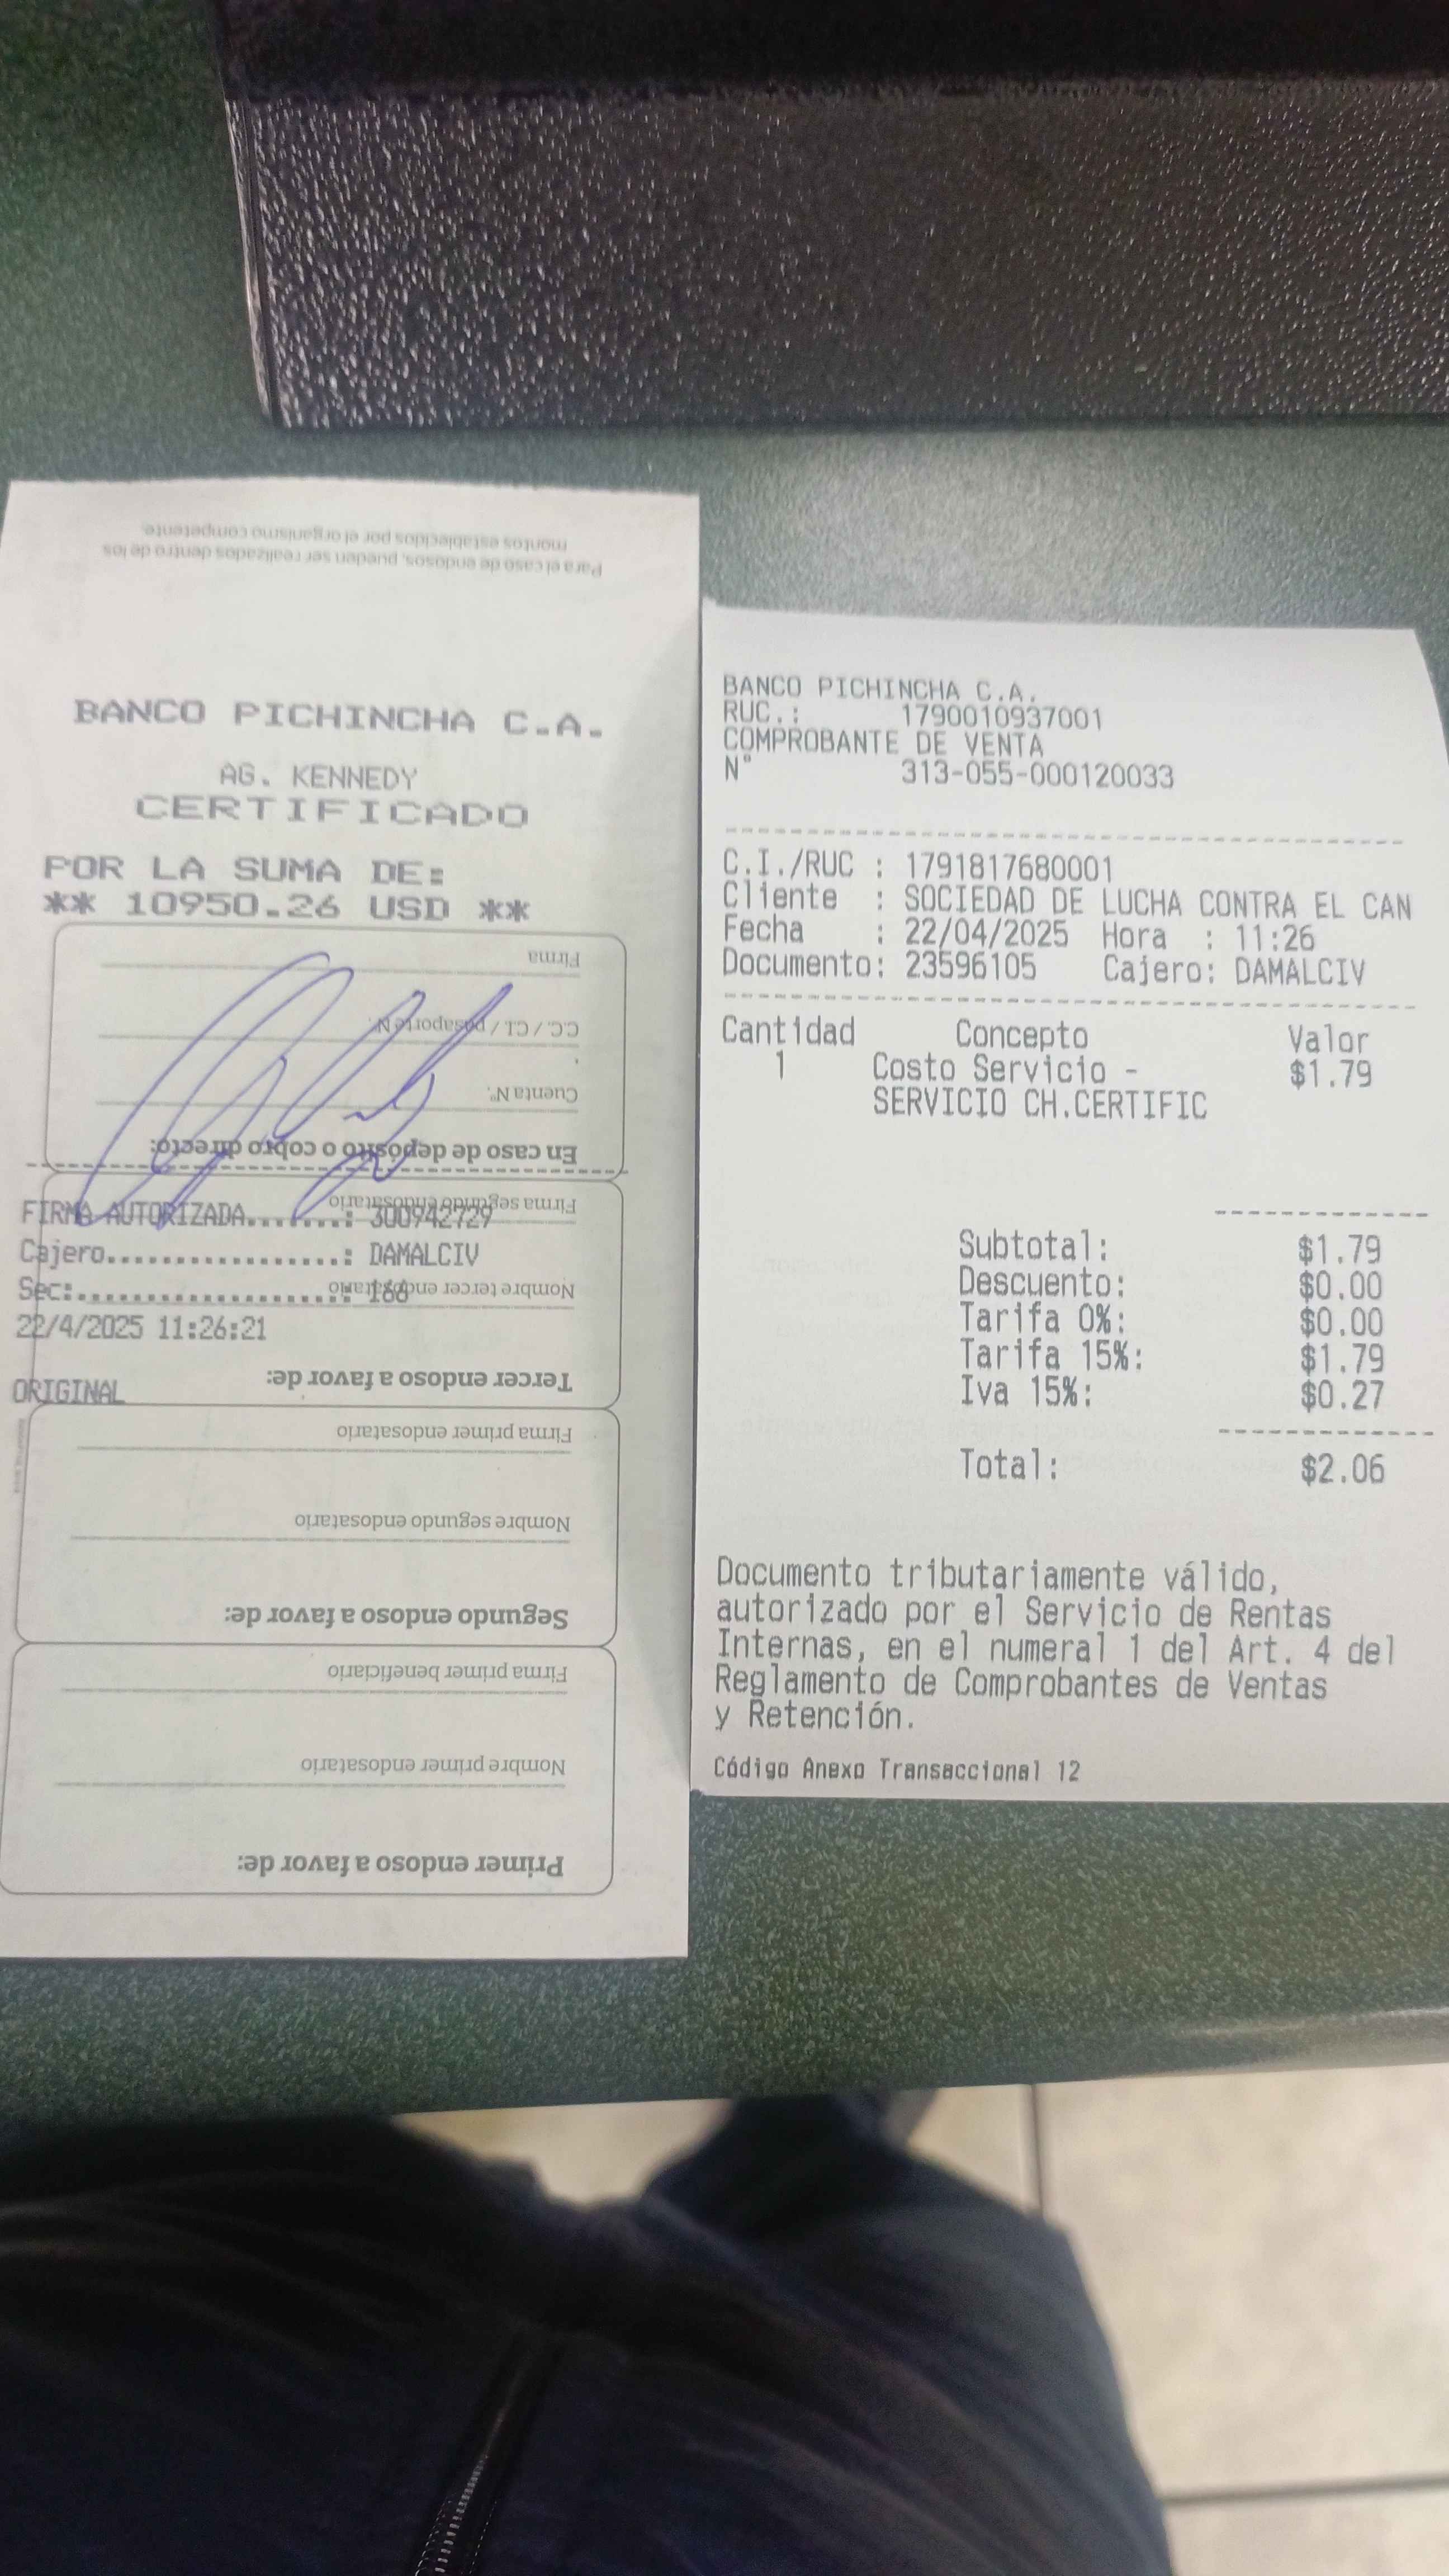 Para el caso de endosos, pueden ser realizados dentro de los
montos establecidos por el organismo competente.
BANCO PICHINCHA C.A.
AG. KENNEDY
CERTIFICADO
POR LA SUMA DE:
** 10950.26 USD **
FIRMA AUTORIZADA.......: 300942729
Cajero..................: DAMALCIV
Sec:....................: 166
22/4/2025 11:26:21
ORIGINAL
Primer endoso a favor de:
Nombre primer endosatario
Firma primer beneficiario
Segundo endoso a favor de:
Nombre segundo endosatario
Firma primer endosatario
Tercer endoso a favor de:
Nombre tercer endosatario
Firma segundo endosatario
En caso de depósito o cobro directo:
Cuenta Nº.
C.C. / C.I. / pasaporte N.
Firma
BANCO PICHINCHA C.A.
RUC.: 1790010937001
COMPROBANTE DE VENTA
N° 313-055-000120033
C.I./RUC : 1791817680001
Cliente : SOCIEDAD DE LUCHA CONTRA EL CAN
Fecha : 22/04/2025 Hora : 11:26
Documento: 23596105 Cajero: DAMALCIV
Cantidad Concepto Valor
1 Costo Servicio - $1.79
SERVICIO CH.CERTIFIC
Subtotal: $1.79
Descuento: $0.00
Tarifa 0%: $0.00
Tarifa 15%: $1.79
Iva 15%: $0.27
Total: $2.06
Documento tributariamente válido,
autorizado por el Servicio de Rentas
Internas, en el numeral 1 del Art. 4 del
Reglamento de Comprobantes de Ventas
y Retención.
Código Anexo Transaccional 12